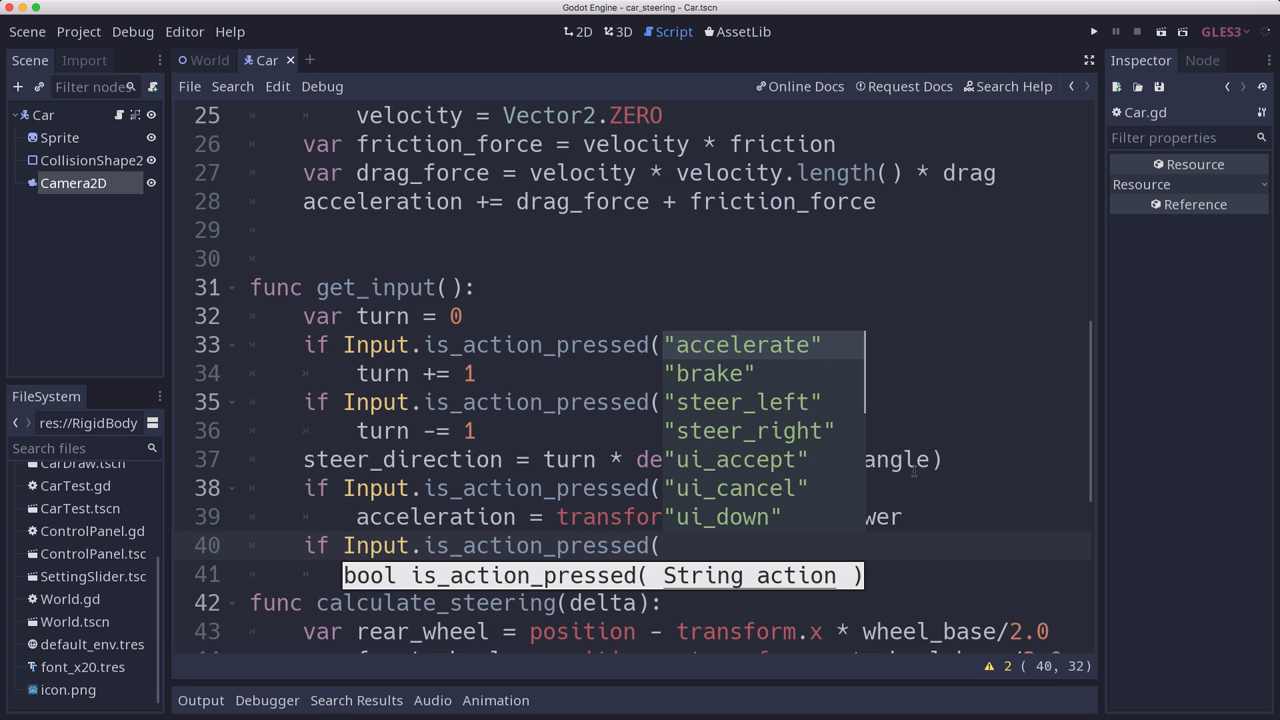 Godot Engine - car_steering - Car.tscn
Scene Project Debug Editor Help
2D 3D Script AssetLib
GLES3
Scene Import
World Car
Inspector Node
Filter nodes
File Search Edit Debug
Online Docs Request Docs Search Help
Car
Sprite
CollisionShape2
Camera2D
Car.gd
Filter properties
Resource
Resource
Reference
25 velocity = Vector2.ZERO
26 var friction_force = velocity * friction
27 var drag_force = velocity * velocity.length() * drag
28 acceleration += drag_force + friction_force
29
30
31 func get_input():
32 var turn = 0
33 if Input.is_action_pressed("accelerate"
34 turn += 1 "brake"
35 if Input.is_action_pressed("steer_left"
36 turn -= 1 "steer_right"
37 steer_direction = turn * de "ui_accept" angle)
38 if Input.is_action_pressed("ui_cancel"
39 acceleration = transfor "ui_down" wer
40 if Input.is_action_pressed(
41 bool is_action_pressed( String action )
42 func calculate_steering(delta):
43 var rear_wheel = position - transform.x * wheel_base/2.0
2 ( 40, 32)
FileSystem
res://RigidBody
Search files
CarDraw.tscn
CarTest.gd
CarTest.tscn
ControlPanel.gd
ControlPanel.tsc
SettingSlider.tsc
World.gd
World.tscn
default_env.tres
font_x20.tres
icon.png
Output Debugger Search Results Audio Animation